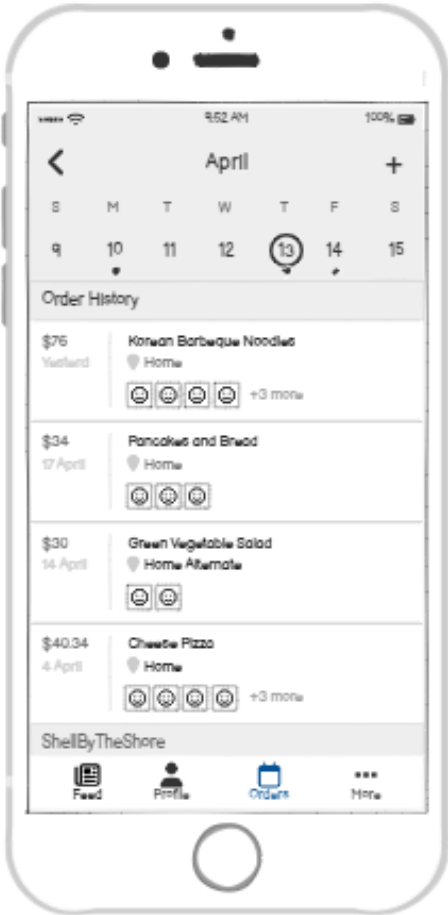 9:52 AM 100%
April
S M T W T F S
9 10 11 12 13 14 15
Order History
$76 Korean Barbeque Noodles
Home
+3 more
$34 Pancakes and Bread
17 April Home
$30 Green Vegetable Salad
14 April Home Alternate
$40.34 Cheese Pizza
4 April Home
+3 more
ShellByTheShore
Feed Profile Orders More